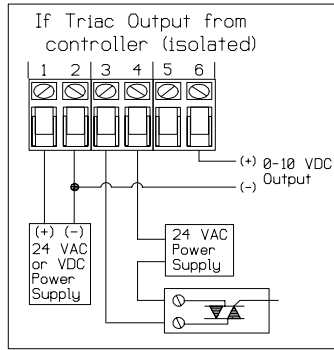 If Triac Output from
controller (isolated)
1 2 3 4 5 6
(+) 0-10 VDC
Output
(-)
(+) (-)
24 VAC
or VDC
Power
Supply
24 VAC
Power
Supply